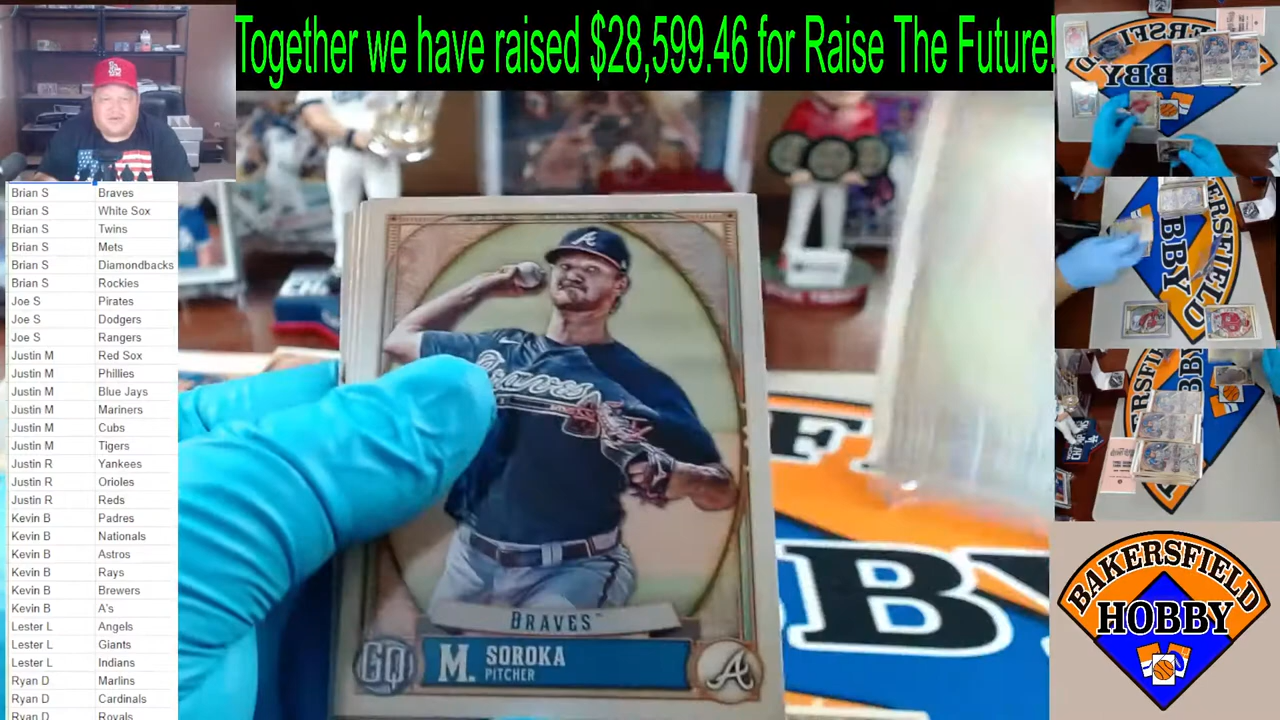 Together we have raised $28,599.46 for Raise The Future!
Brian S Braves
Brian S White Sox
Brian S Twins
Brian S Mets
Brian S Diamondbacks
Brian S Rockies
Joe S Pirates
Joe S Dodgers
Joe S Rangers
Justin M Red Sox
Justin M Phillies
Justin M Blue Jays
Justin M Mariners
Justin M Cubs
Justin M Tigers
Justin R Yankees
Justin R Orioles
Justin R Reds
Kevin B Padres
Kevin B Nationals
Kevin B Astros
Kevin B Rays
Kevin B Brewers
Kevin B A's
Lester L Angels
Lester L Giants
Lester L Indians
Ryan D Marlins
Ryan D Cardinals
Ryan D Royals
Braves
BRAVES™
GQ M. SOROKA A
PITCHER
BAKERSFIELD
HOBBY